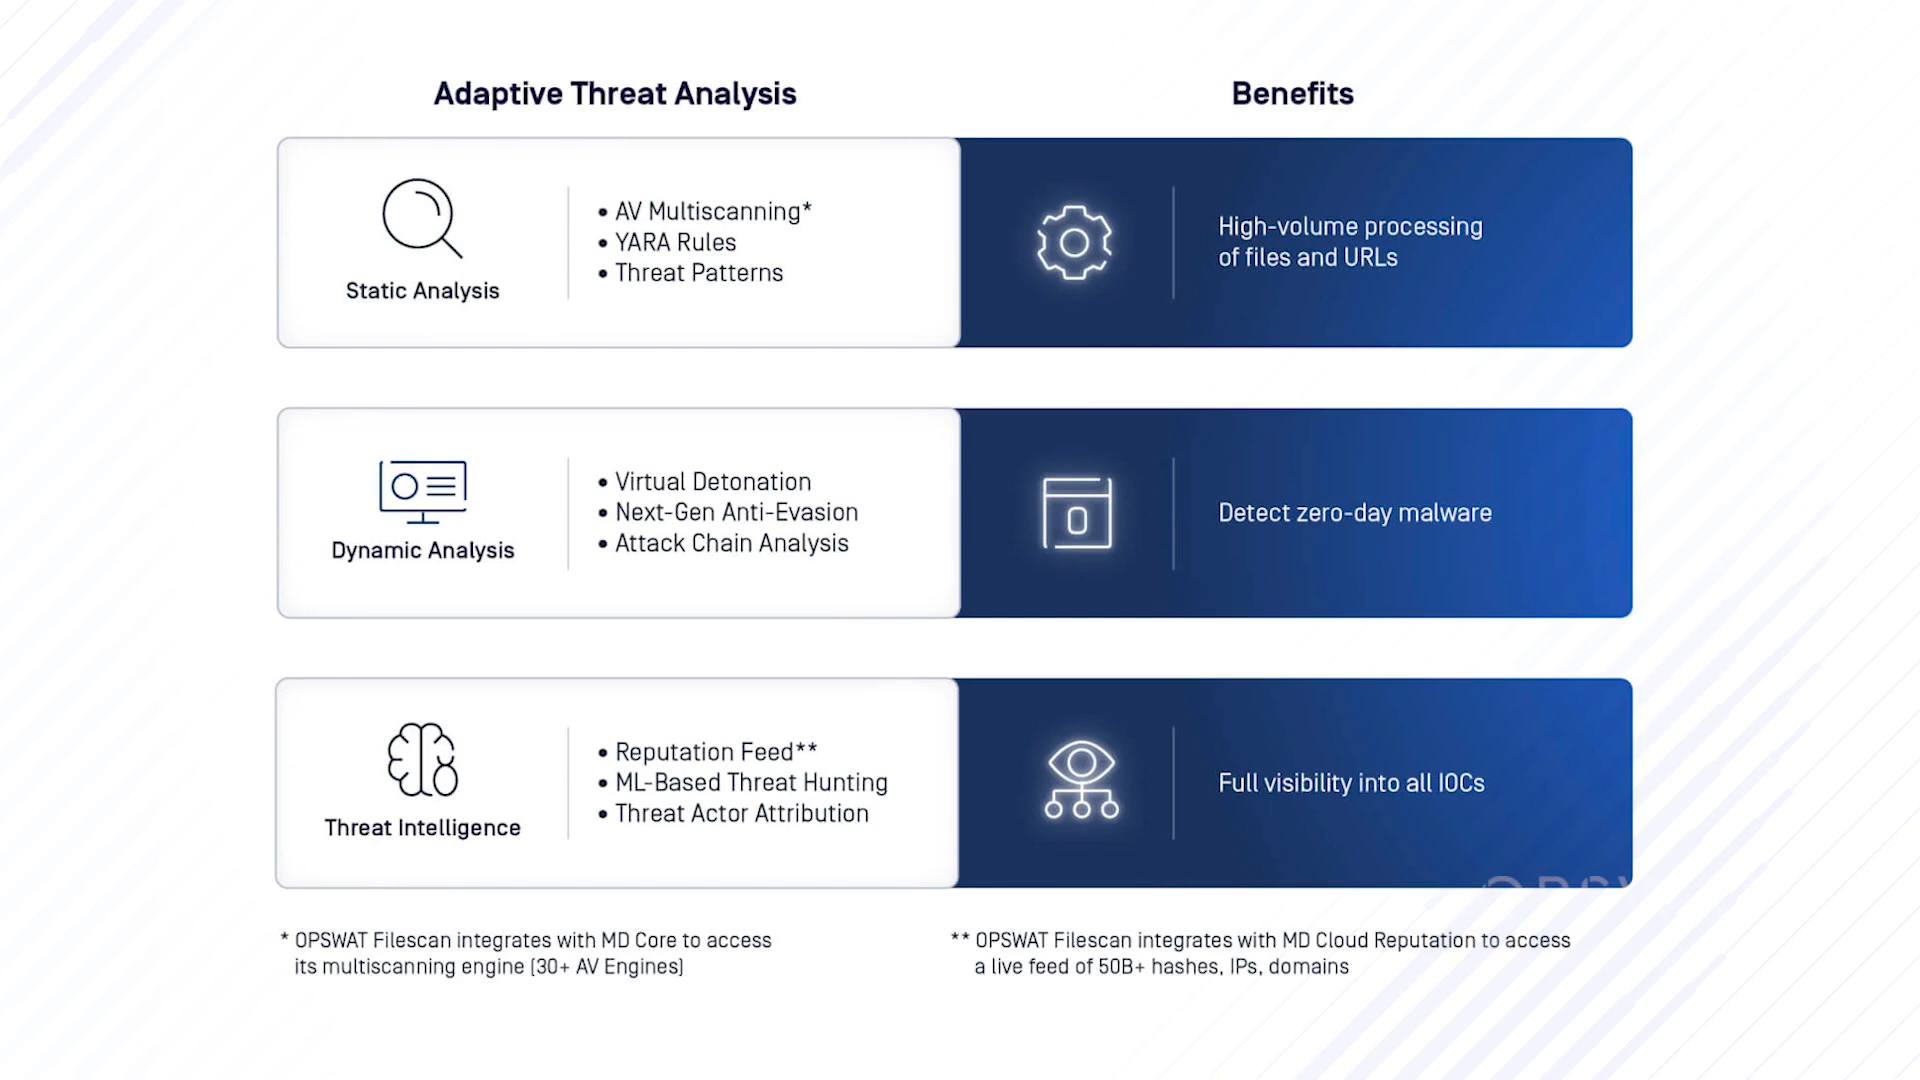 Adaptive Threat Analysis
Benefits
Static Analysis
• AV Multiscanning*
• YARA Rules
• Threat Patterns
High-volume processing
of files and URLs
Dynamic Analysis
• Virtual Detonation
• Next-Gen Anti-Evasion
• Attack Chain Analysis
Detect zero-day malware
Threat Intelligence
• Reputation Feed**
• ML-Based Threat Hunting
• Threat Actor Attribution
Full visibility into all IOCs
* OPSWAT Filescan integrates with MD Core to access
its multiscanning engine (30+ AV Engines)
** OPSWAT Filescan integrates with MD Cloud Reputation to access
a live feed of 50B+ hashes, IPs, domains